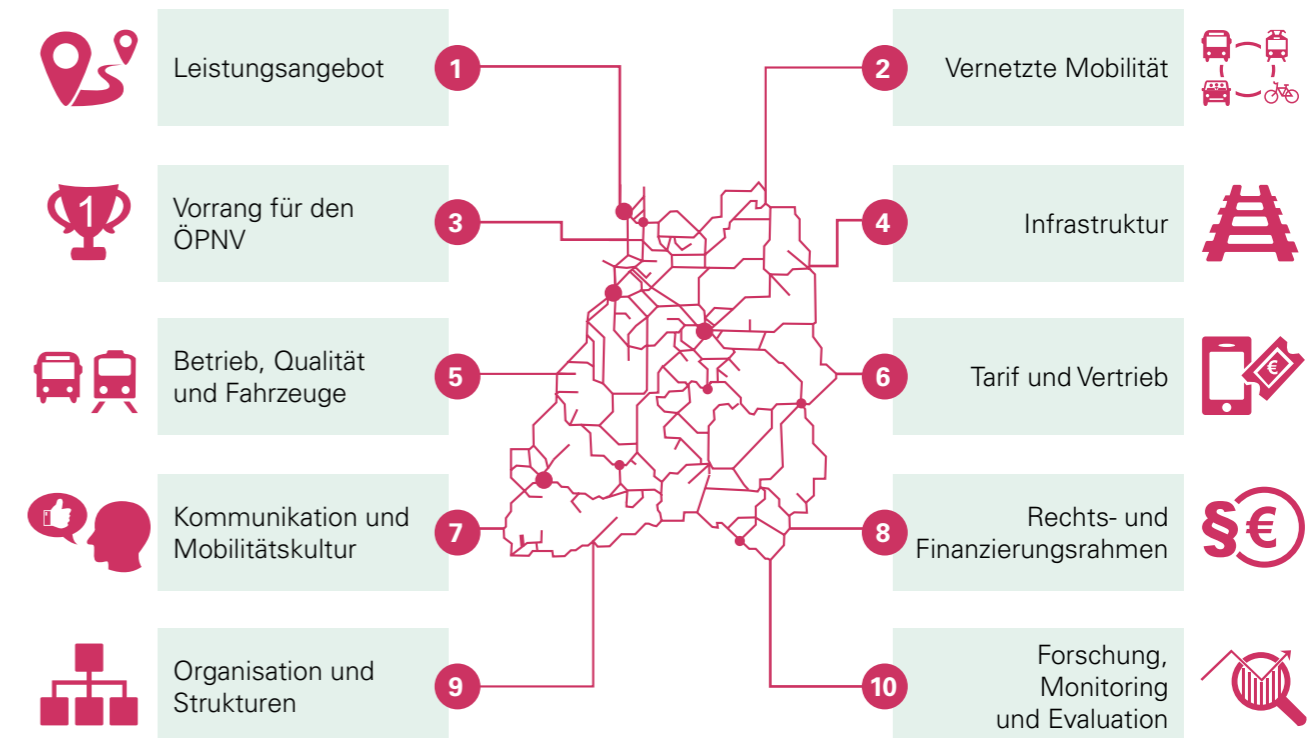 Leistungsangebot
1
2
Vernetzte Mobilität
1
Vorrang für den
ÖPNV
3
4
Infrastruktur
Betrieb, Qualität
und Fahrzeuge
5
6
Tarif und Vertrieb
€
Kommunikation und
Mobilitätskultur
7
8
Rechts- und
Finanzierungsrahmen
§€
Organisation und
Strukturen
9
10
Forschung,
Monitoring
und Evaluation